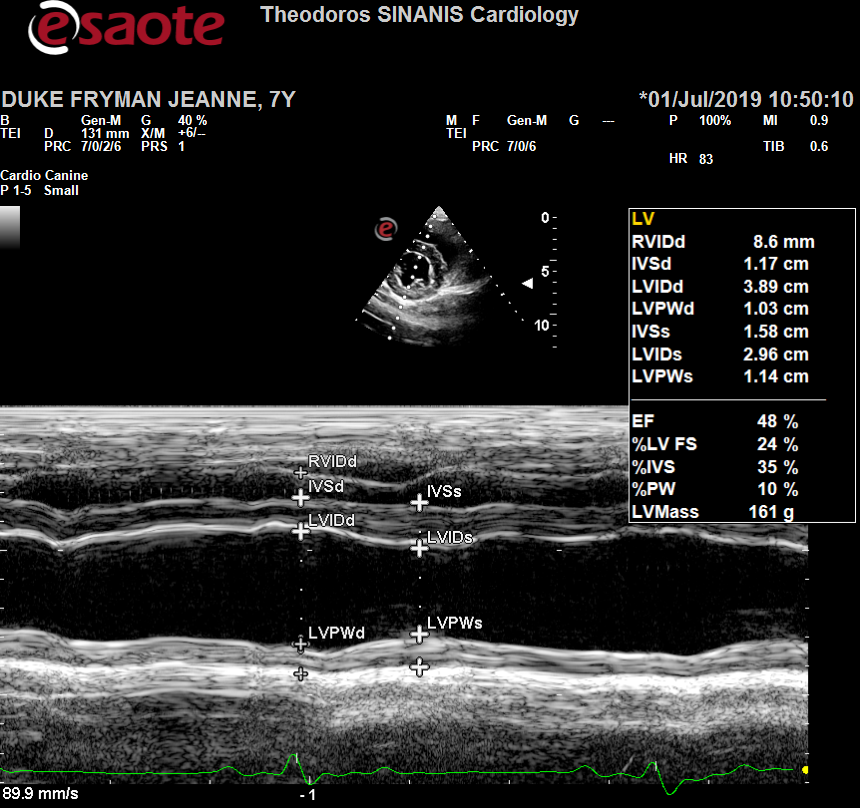 esaote
Theodoros SINANIS Cardiology
DUKE FRYMAN JEANNE, 7Y
*01/Jul/2019 10:50:10
B Gen-M G 40 %
TEI D 131 mm X/M +6/--
PRC 7/0/2/6 PRS 1
M F Gen-M G ---
TEI
PRC 7/0/6
P 100% MI 0.9
TIB 0.6
HR 83
Cardio Canine
P 1-5 Small
e
0
5
10
LV
RVIDd 8.6 mm
IVSd 1.17 cm
LVIDd 3.89 cm
LVPWd 1.03 cm
IVSs 1.58 cm
LVIDs 2.96 cm
LVPWs 1.14 cm
EF 48 %
%LV FS 24 %
%IVS 35 %
%PW 10 %
LVMass 161 g
RVIDd
IVSd
IVSs
LVIDd
LVIDs
LVPWd
LVPWs
89.9 mm/s
-1